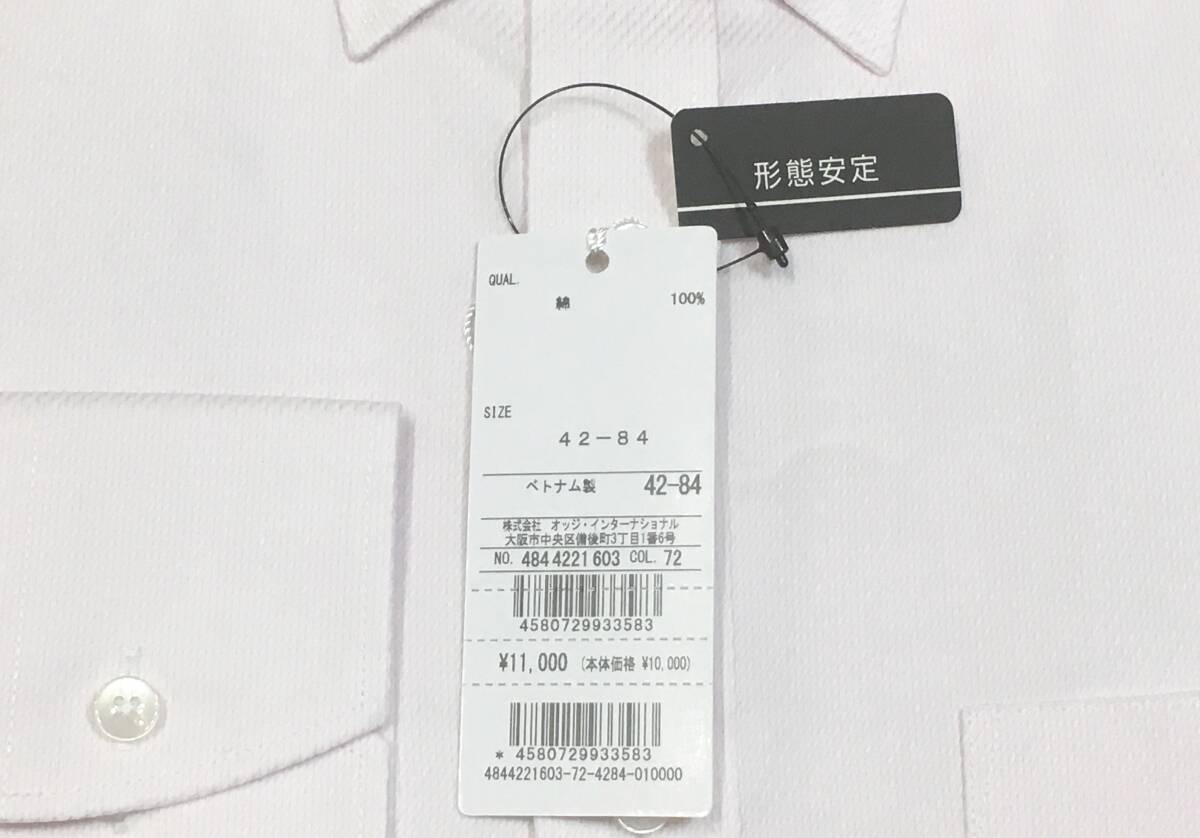 形態安定
QUAL.
綿 100%
SIZE
42-84
ベトナム製 42-84
株式会社 オッジ・インターナショナル
大阪市中央区備後町3丁目1番6号
NO. 484 4221 603 COL. 72
4580729933583
¥11,000 (本体価格 ¥10,000)
* 4580729933583
4844221603-72-4284-010000